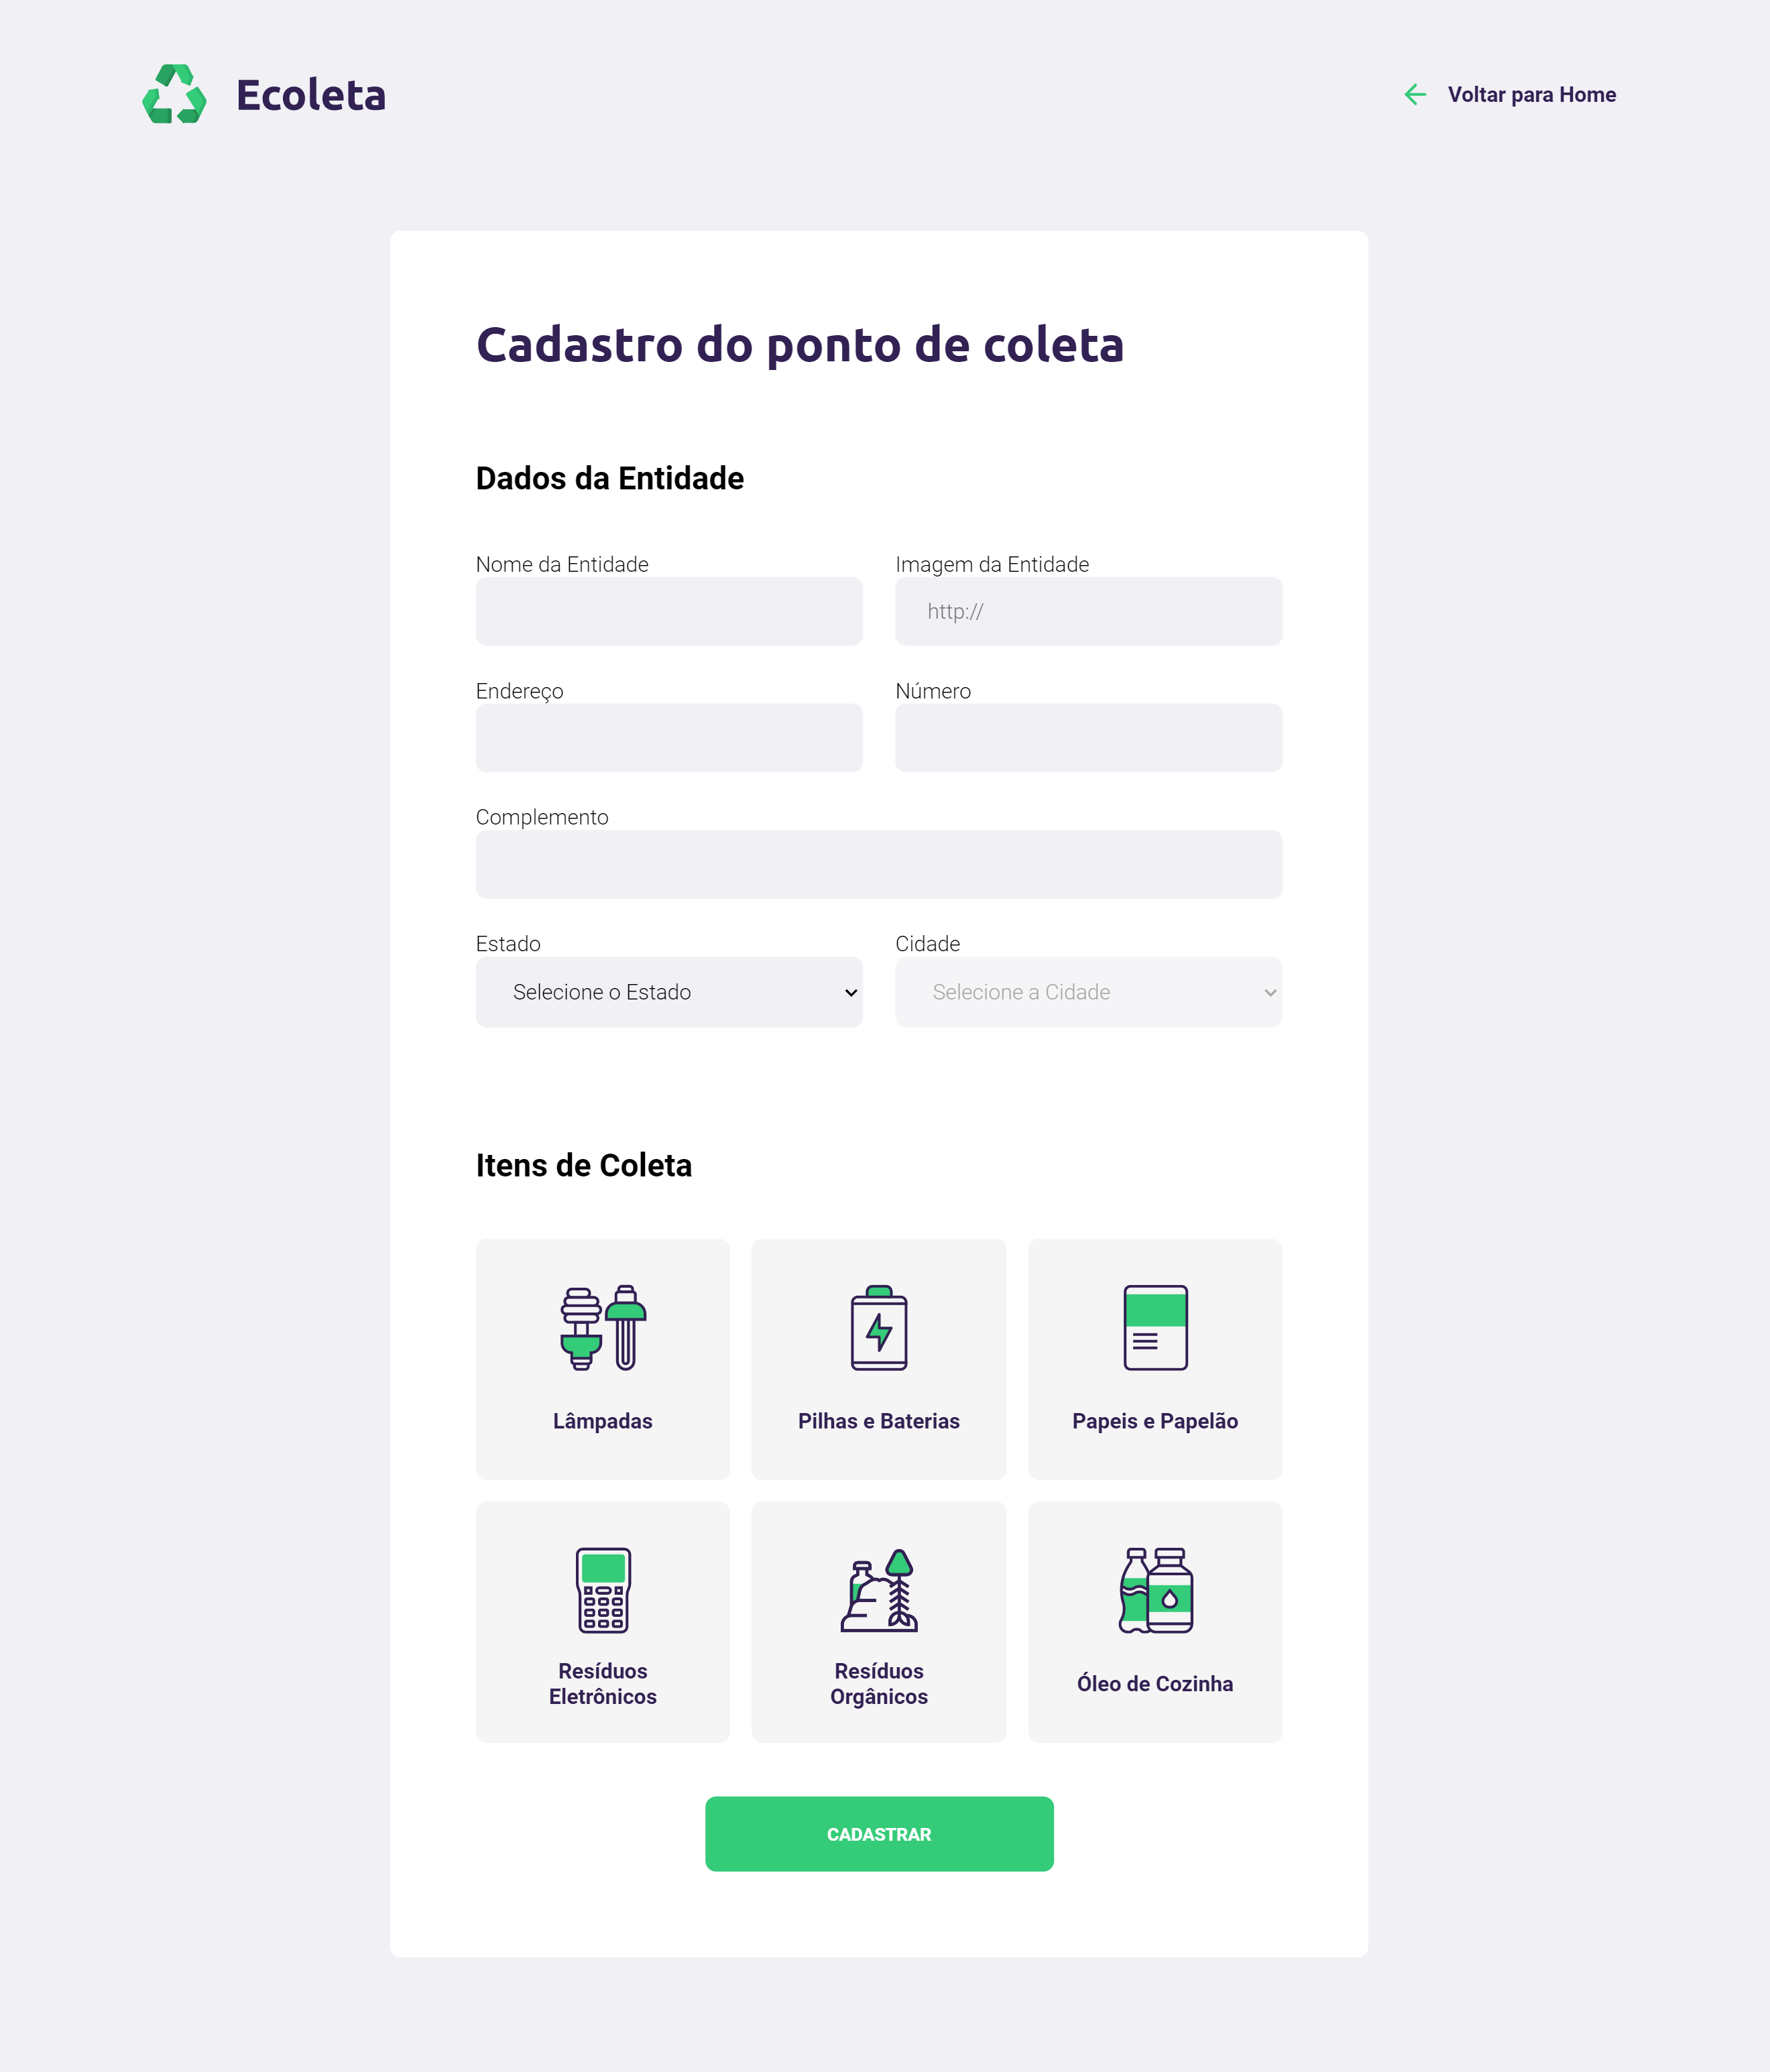 Ecoleta
Voltar para Home
Cadastro do ponto de coleta
Dados da Entidade
Nome da Entidade
Imagem da Entidade
http://
Endereço
Número
Complemento
Estado
Cidade
Selecione o Estado
Selecione a Cidade
Itens de Coleta
Lâmpadas
Pilhas e Baterias
Papeis e Papelão
Resíduos
Eletrônicos
Resíduos
Orgânicos
Óleo de Cozinha
CADASTRAR